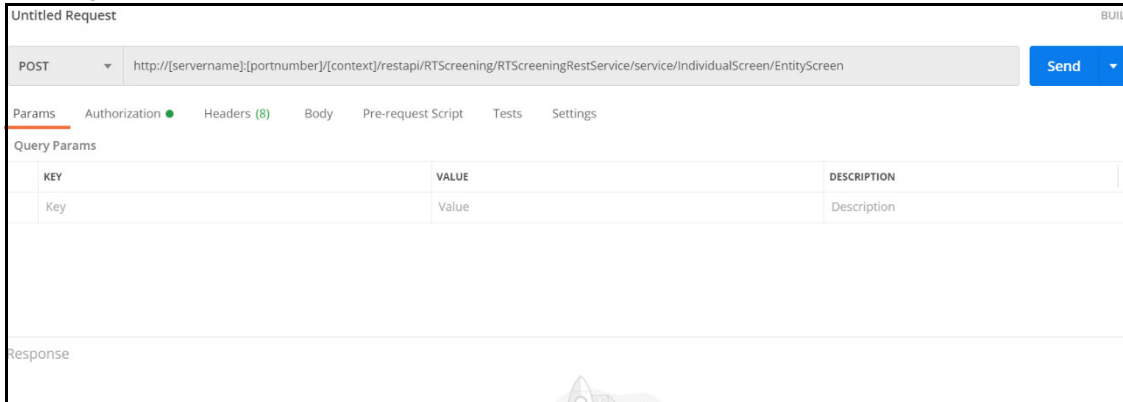 Untitled Request BUIL
POST http://[servername]:[portnumber]/[context]/restapi/RTScreening/RTScreeningRestService/service/IndividualScreen/EntityScreen Send
Params Authorization Headers (8) Body Pre-request Script Tests Settings
Query Params
KEY VALUE DESCRIPTION
Key Value Description
Response